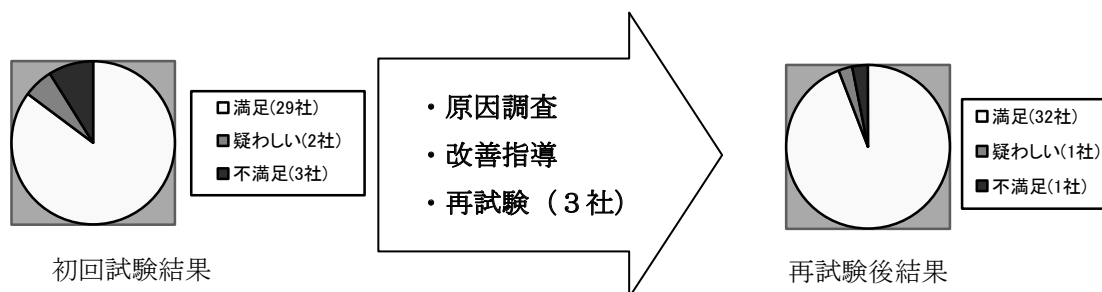 満足(29社)
疑わしい(2社)
不満足(3社)
初回試験結果
・原因調査
・改善指導
・再試験（３社）
満足(32社)
疑わしい(1社)
不満足(1社)
再試験後結果